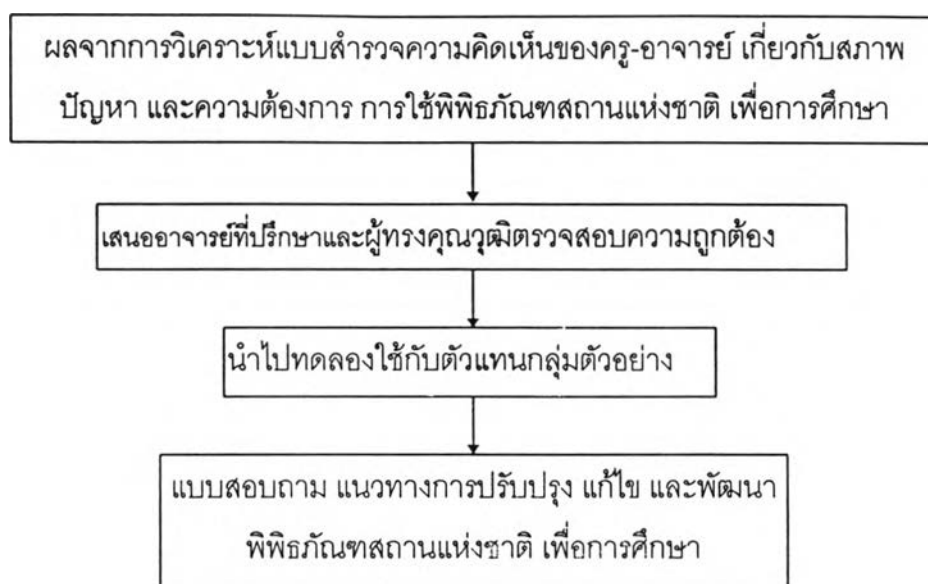 ผลจากการวิเคราะห์แบบสำรวจความคิดเห็นของครู-อาจารย์ เกี่ยวกับสภาพ
ปัญหา และความต้องการ การใช้พิพิธภัณฑสถานแห่งชาติ เพื่อการศึกษา
เสนออาจารย์ที่ปรึกษาและผู้ทรงคุณวุฒิตรวจสอบความถูกต้อง
นำไปทดลองใช้กับตัวแทนกลุ่มตัวอย่าง
แบบสอบถาม แนวทางการปรับปรุง แก้ไข และพัฒนา
พิพิธภัณฑสถานแห่งชาติ เพื่อการศึกษา